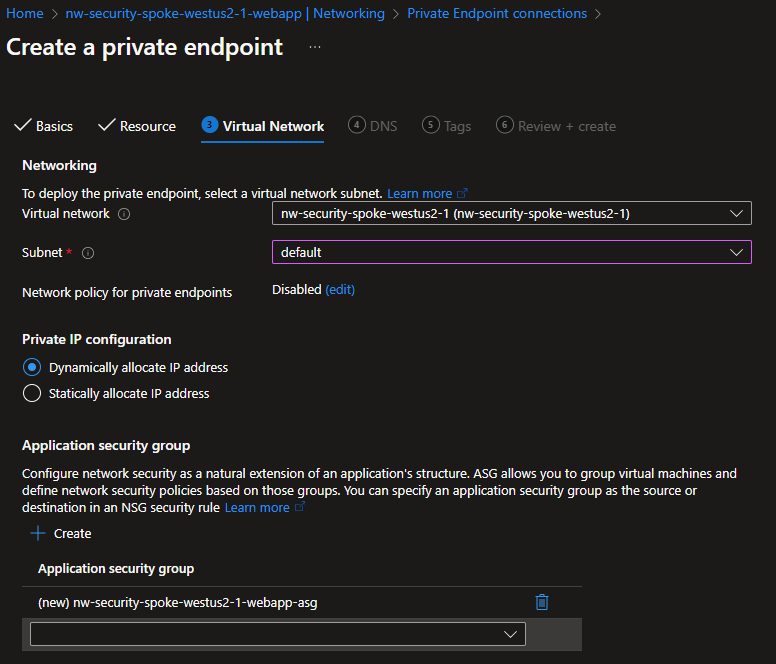 Home > nw-security-spoke-westus2-1-webapp | Networking > Private Endpoint connections >
Create a private endpoint ...
Basics Resource 3 Virtual Network 4 DNS 5 Tags 6 Review + create
Networking
To deploy the private endpoint, select a virtual network subnet. Learn more
Virtual network nw-security-spoke-westus2-1 (nw-security-spoke-westus2-1)
Subnet * default
Network policy for private endpoints Disabled (edit)
Private IP configuration
Dynamically allocate IP address
Statically allocate IP address
Application security group
Configure network security as a natural extension of an application's structure. ASG allows you to group virtual machines and
define network security policies based on those groups. You can specify an application security group as the source or
destination in an NSG security rule Learn more
+ Create
Application security group
(new) nw-security-spoke-westus2-1-webapp-asg